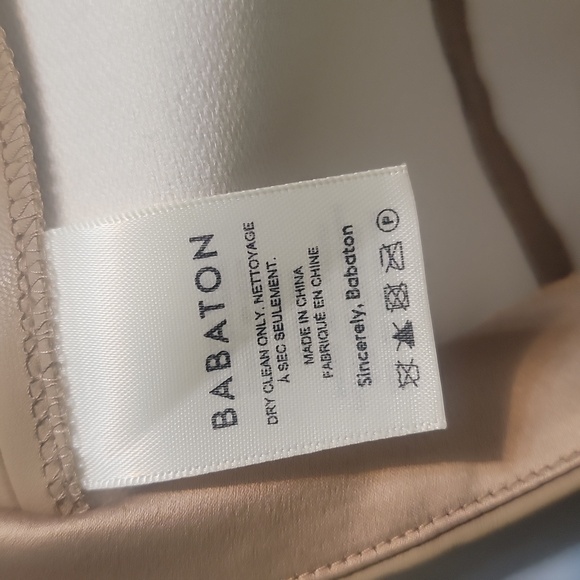 BABATON
DRY CLEAN ONLY. NETTOYAGE
À SEC SEULEMENT.
MADE IN CHINA
FABRIQUÉ EN CHINE
Sincerely, Babaton
P